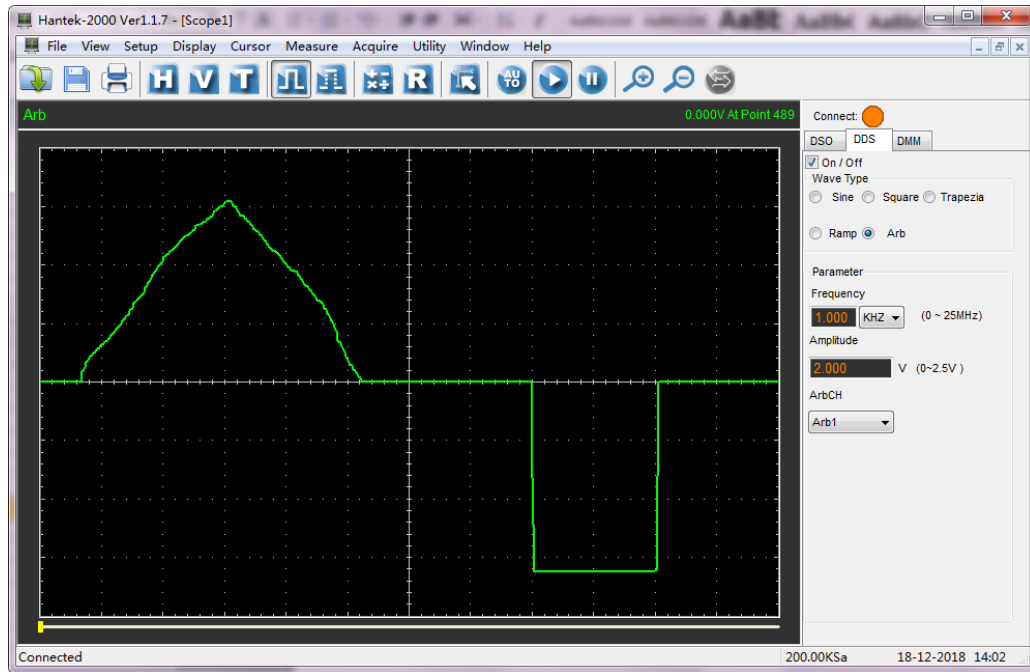 Hantek-2000 Ver1.1.7 - [Scope1]
File View Setup Display Cursor Measure Acquire Utility Window Help
H V T R AUTO
Arb 0.000V At Point 489
Connect:
DSO DDS DMM
On / Off
Wave Type
Sine Square Trapezia
Ramp Arb
Parameter
Frequency
1.000 KHZ (0 ~ 25MHz)
Amplitude
2.000 V (0~2.5V )
ArbCH
Arb1
Connected 200.00KSa 18-12-2018 14:02